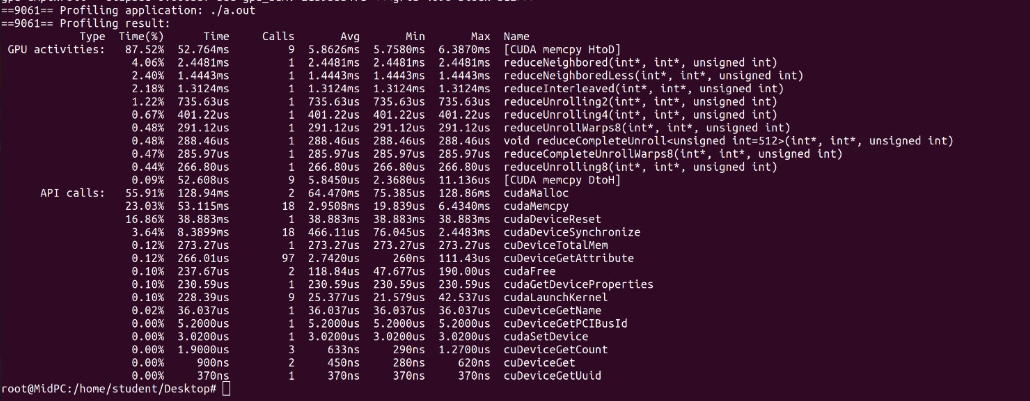 ==9061== Profiling application: ./a.out
==9061== Profiling result:
Type Time(%) Time Calls Avg Min Max Name
GPU activities: 87.52% 52.764ms 9 5.8626ms 5.7580ms 6.3870ms [CUDA memcpy HtoD]
4.06% 2.4481ms 1 2.4481ms 2.4481ms 2.4481ms reduceNeighbored(int*, int*, unsigned int)
2.40% 1.4443ms 1 1.4443ms 1.4443ms 1.4443ms reduceNeighboredLess(int*, int*, unsigned int)
2.18% 1.3124ms 1 1.3124ms 1.3124ms 1.3124ms reduceInterleaved(int*, int*, unsigned int)
1.22% 735.63us 1 735.63us 735.63us 735.63us reduceUnrolling2(int*, int*, unsigned int)
0.67% 401.22us 1 401.22us 401.22us 401.22us reduceUnrolling4(int*, int*, unsigned int)
0.48% 291.12us 1 291.12us 291.12us 291.12us reduceUnrollWarps8(int*, int*, unsigned int)
0.48% 288.46us 1 288.46us 288.46us 288.46us void reduceCompleteUnroll<unsigned int=512>(int*, int*, unsigned int)
0.47% 285.97us 1 285.97us 285.97us 285.97us reduceCompleteUnrollWarps8(int*, int*, unsigned int)
0.44% 266.80us 1 266.80us 266.80us 266.80us reduceUnrolling8(int*, int*, unsigned int)
0.09% 52.608us 9 5.8450us 2.3680us 11.136us [CUDA memcpy DtoH]
API calls: 55.91% 128.94ms 2 64.470ms 75.385us 128.86ms cudaMalloc
23.03% 53.115ms 18 2.9508ms 19.839us 6.4340ms cudaMemcpy
16.86% 38.883ms 1 38.883ms 38.883ms 38.883ms cudaDeviceReset
3.64% 8.3899ms 18 466.11us 76.045us 2.4483ms cudaDeviceSynchronize
0.12% 273.27us 1 273.27us 273.27us 273.27us cuDeviceTotalMem
0.12% 266.01us 97 2.7420us 260ns 111.43us cuDeviceGetAttribute
0.10% 237.67us 2 118.84us 47.677us 190.00us cudaFree
0.10% 230.59us 1 230.59us 230.59us 230.59us cudaGetDeviceProperties
0.10% 228.39us 9 25.377us 21.579us 42.537us cudaLaunchKernel
0.02% 36.037us 1 36.037us 36.037us 36.037us cuDeviceGetName
0.00% 5.2000us 1 5.2000us 5.2000us 5.2000us cuDeviceGetPCIBusId
0.00% 3.0200us 1 3.0200us 3.0200us 3.0200us cudaSetDevice
0.00% 1.9000us 3 633ns 290ns 1.2700us cuDeviceGetCount
0.00% 900ns 2 450ns 280ns 620ns cuDeviceGet
0.00% 370ns 1 370ns 370ns 370ns cuDeviceGetUuid
root@MidPC:/home/student/Desktop#